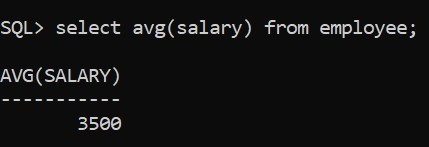 SQL> select avg(salary) from employee;
AVG(SALARY)
-----------
3500